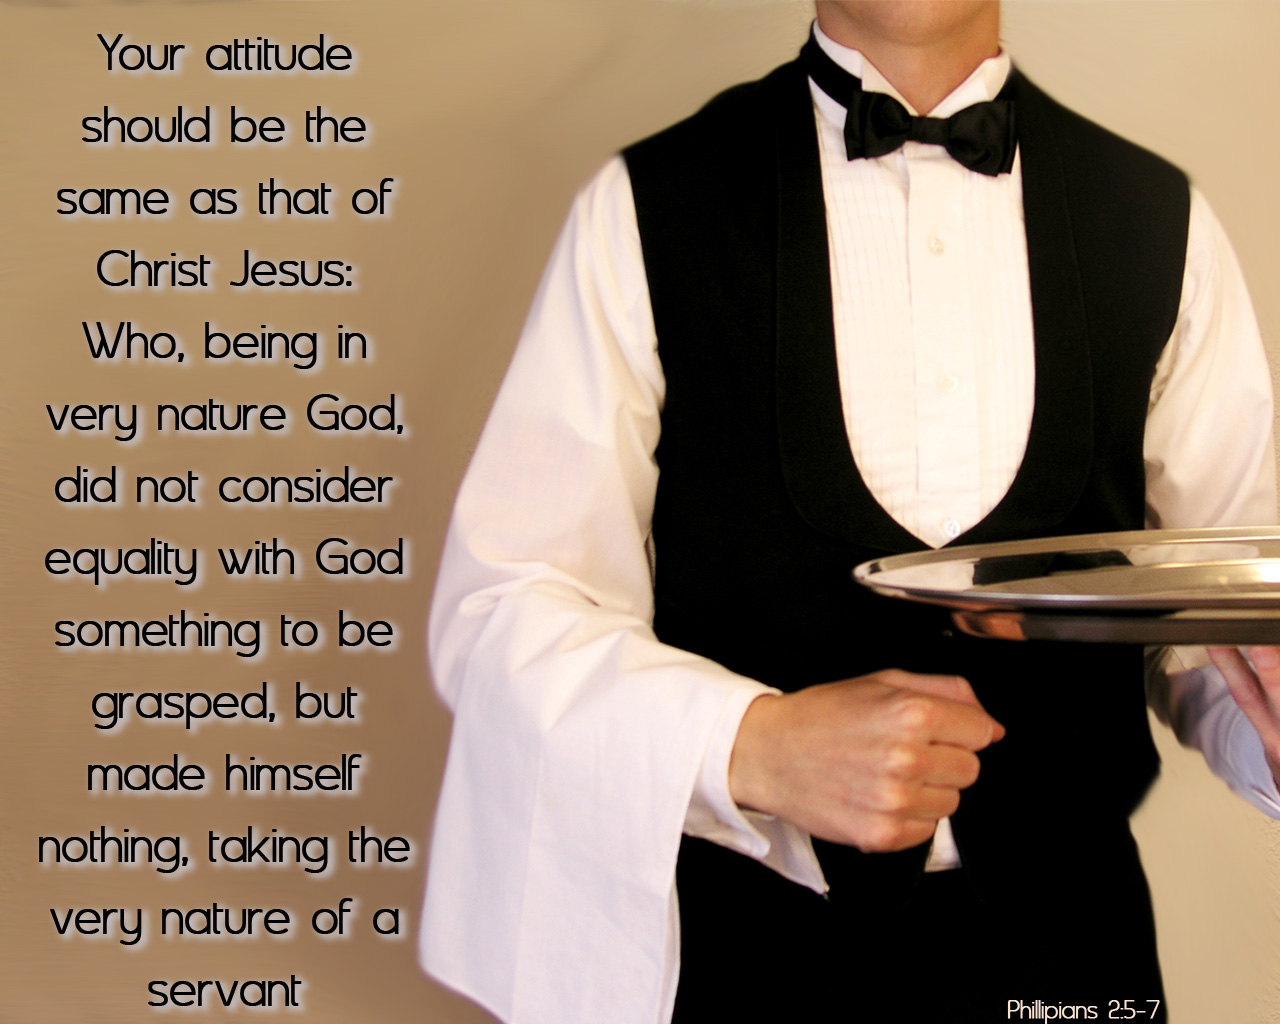 Your attitude
should be the
same as that of
Christ Jesus:
Who, being in
very nature God,
did not consider
equality with God
something to be
grasped, but
made himself
nothing, taking the
very nature of a
servant
Phillipians 2:5-7